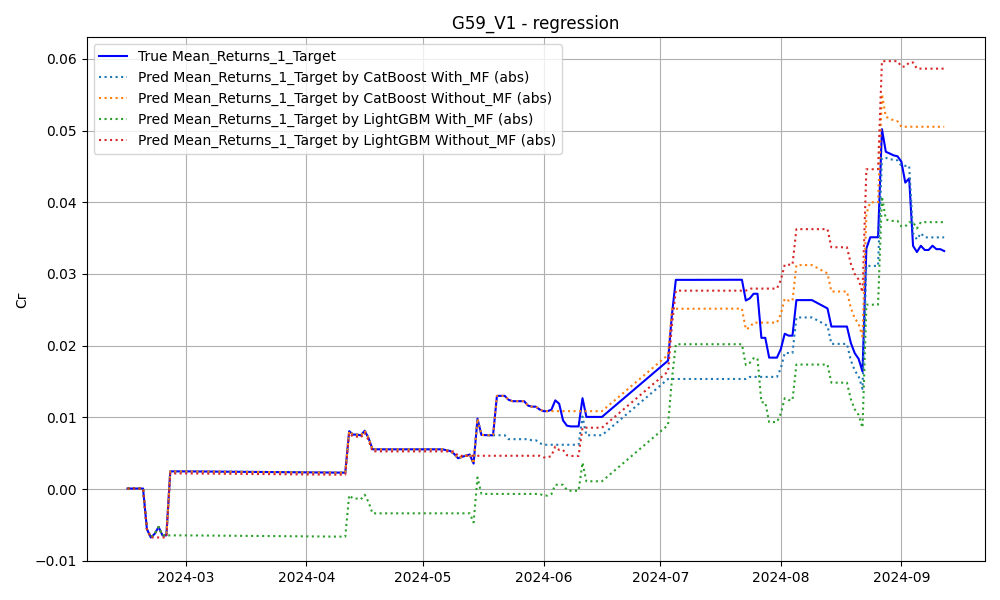 G59_V1 - regression
True Mean_Returns_1_Target
Pred Mean_Returns_1_Target by CatBoost With_MF (abs)
Pred Mean_Returns_1_Target by CatBoost Without_MF (abs)
Pred Mean_Returns_1_Target by LightGBM With_MF (abs)
Pred Mean_Returns_1_Target by LightGBM Without_MF (abs)
Cr
0.06
0.05
0.04
0.03
0.02
0.01
0.00
−0.01
2024-03 2024-04 2024-05 2024-06 2024-07 2024-08 2024-09